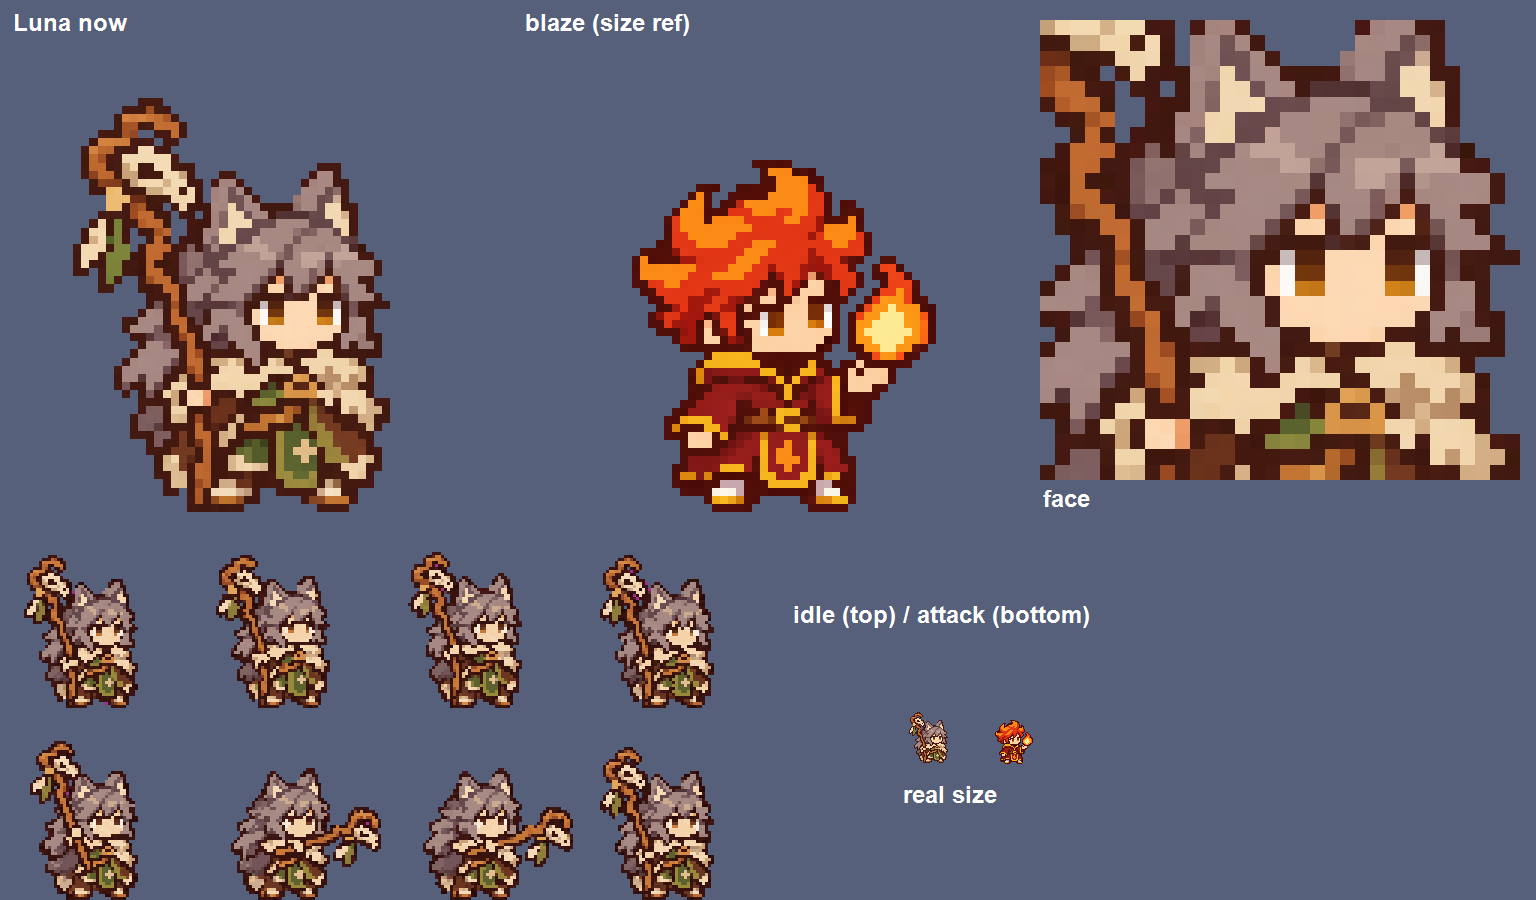 Luna now
blaze (size ref)
face
idle (top) / attack (bottom)
real size